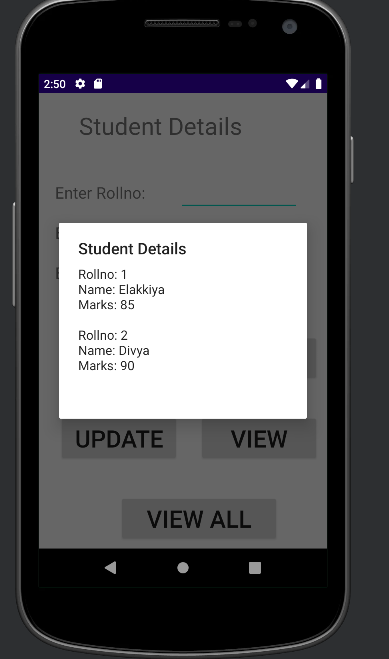 2:50
Student Details
Enter Rollno:
E
E
Student Details
Rollno: 1
Name: Elakkiya
Marks: 85
Rollno: 2
Name: Divya
Marks: 90
UPDATE VIEW
VIEW ALL